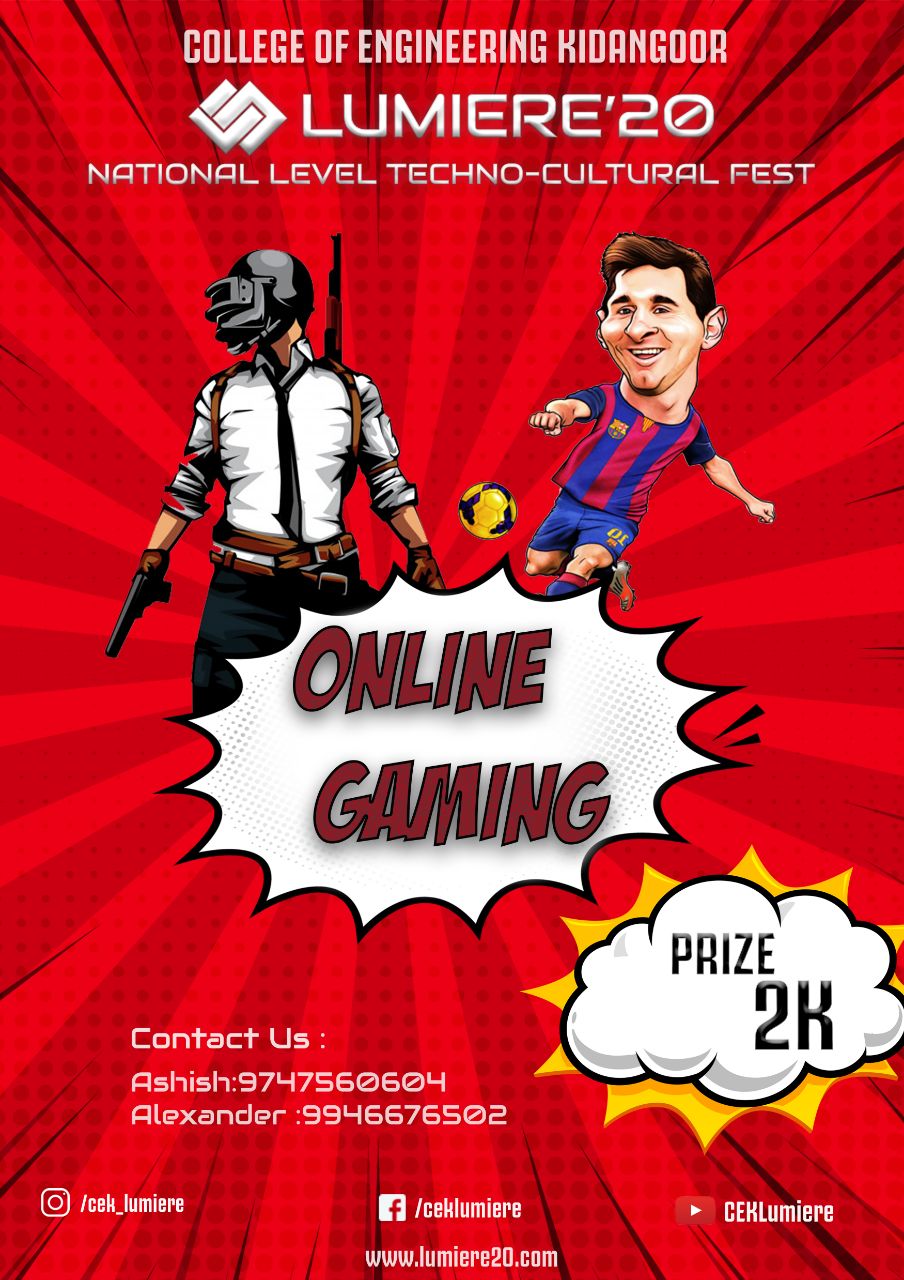 COLLEGE OF ENGINEERING KIDANGOOR
LUMIERE'20
NATIONAL LEVEL TECHNO-CULTURAL FEST
10
ONLINE
GAMING
PRIZE
2K
Contact Us :
Ashish:9747560604
Alexander :9946676502
/cek_lumiere
/ceklumiere
CEKLumiere
www.lumiere20.com